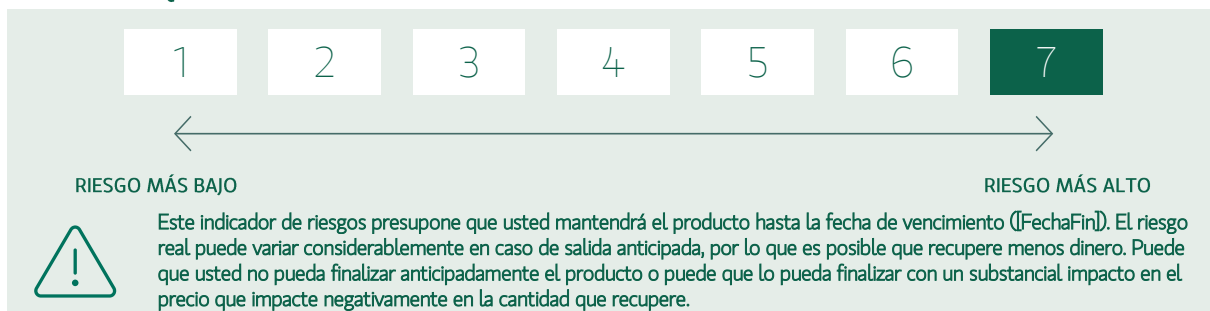 1 2 3 4 5 6 7
RIESGO MÁS BAJO RIESGO MÁS ALTO
Este indicador de riesgos presupone que usted mantendrá el producto hasta la fecha de vencimiento ([FechaFin]). El riesgo
real puede variar considerablemente en caso de salida anticipada, por lo que es posible que recupere menos dinero. Puede
que usted no pueda finalizar anticipadamente el producto o puede que lo pueda finalizar con un substancial impacto en el
precio que impacte negativamente en la cantidad que recupere.